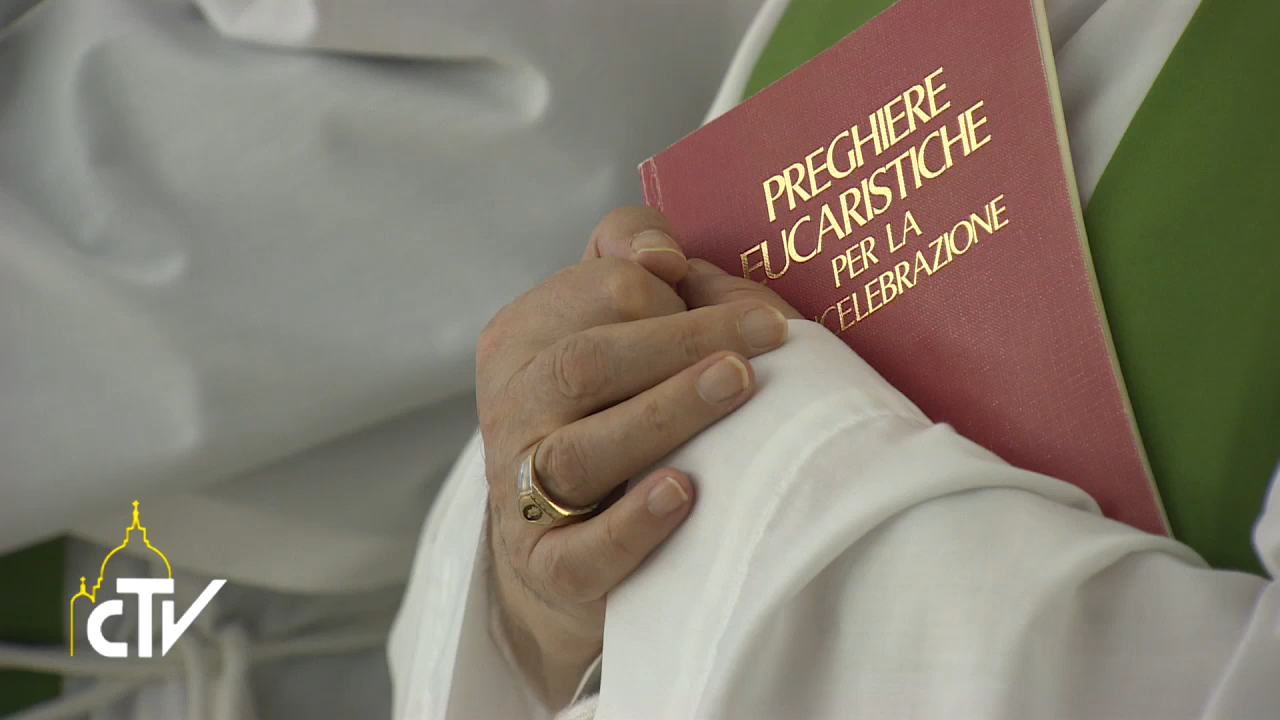 PREGHIERE
EUCARISTICHE
PER LA
CELEBRAZIONE
CTV